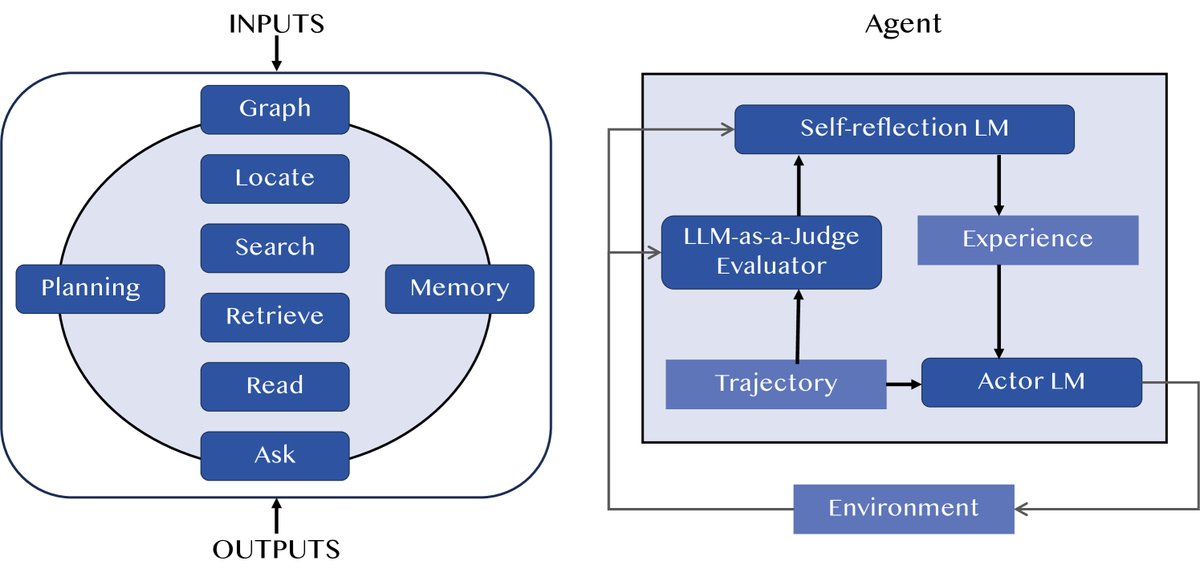 INPUTS
Graph
Locate
Search
Planning
Memory
Retrieve
Read
Ask
OUTPUTS
Agent
Self-reflection LM
LLM-as-a-Judge
Evaluator
Experience
Trajectory
Actor LM
Environment